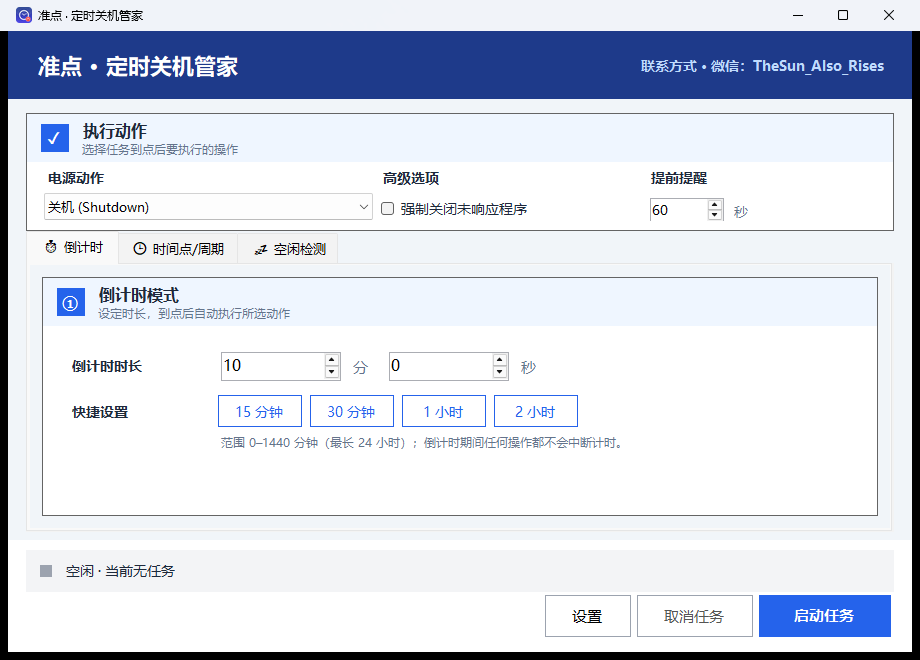 准点 · 定时关机管家
准点 • 定时关机管家
联系方式 • 微信：TheSun_Also_Rises
执行动作
选择任务到点后要执行的操作
电源动作 高级选项 提前提醒
关机 (Shutdown) 强制关闭未响应程序 60 秒
倒计时 时间点/周期 空闲检测
倒计时模式
设定时长，到点后自动执行所选动作
倒计时时长 10 分 0 秒
快捷设置 15 分钟 30 分钟 1 小时 2 小时
范围 0–1440 分钟（最长 24 小时）；倒计时期间任何操作都不会中断计时。
空闲 · 当前无任务
设置 取消任务 启动任务